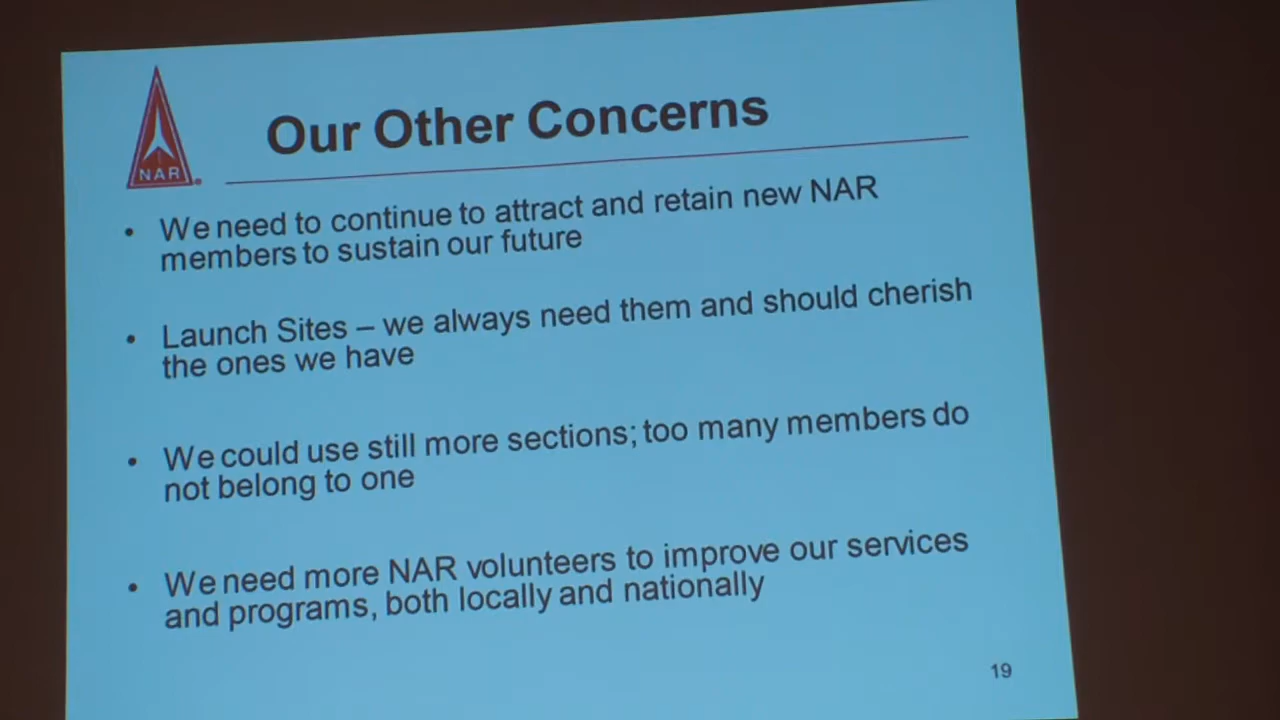 Our Other Concerns
NAR
• We need to continue to attract and retain new NAR
members to sustain our future
• Launch Sites – we always need them and should cherish
the ones we have
• We could use still more sections; too many members do
not belong to one
• We need more NAR volunteers to improve our services
and programs, both locally and nationally
19